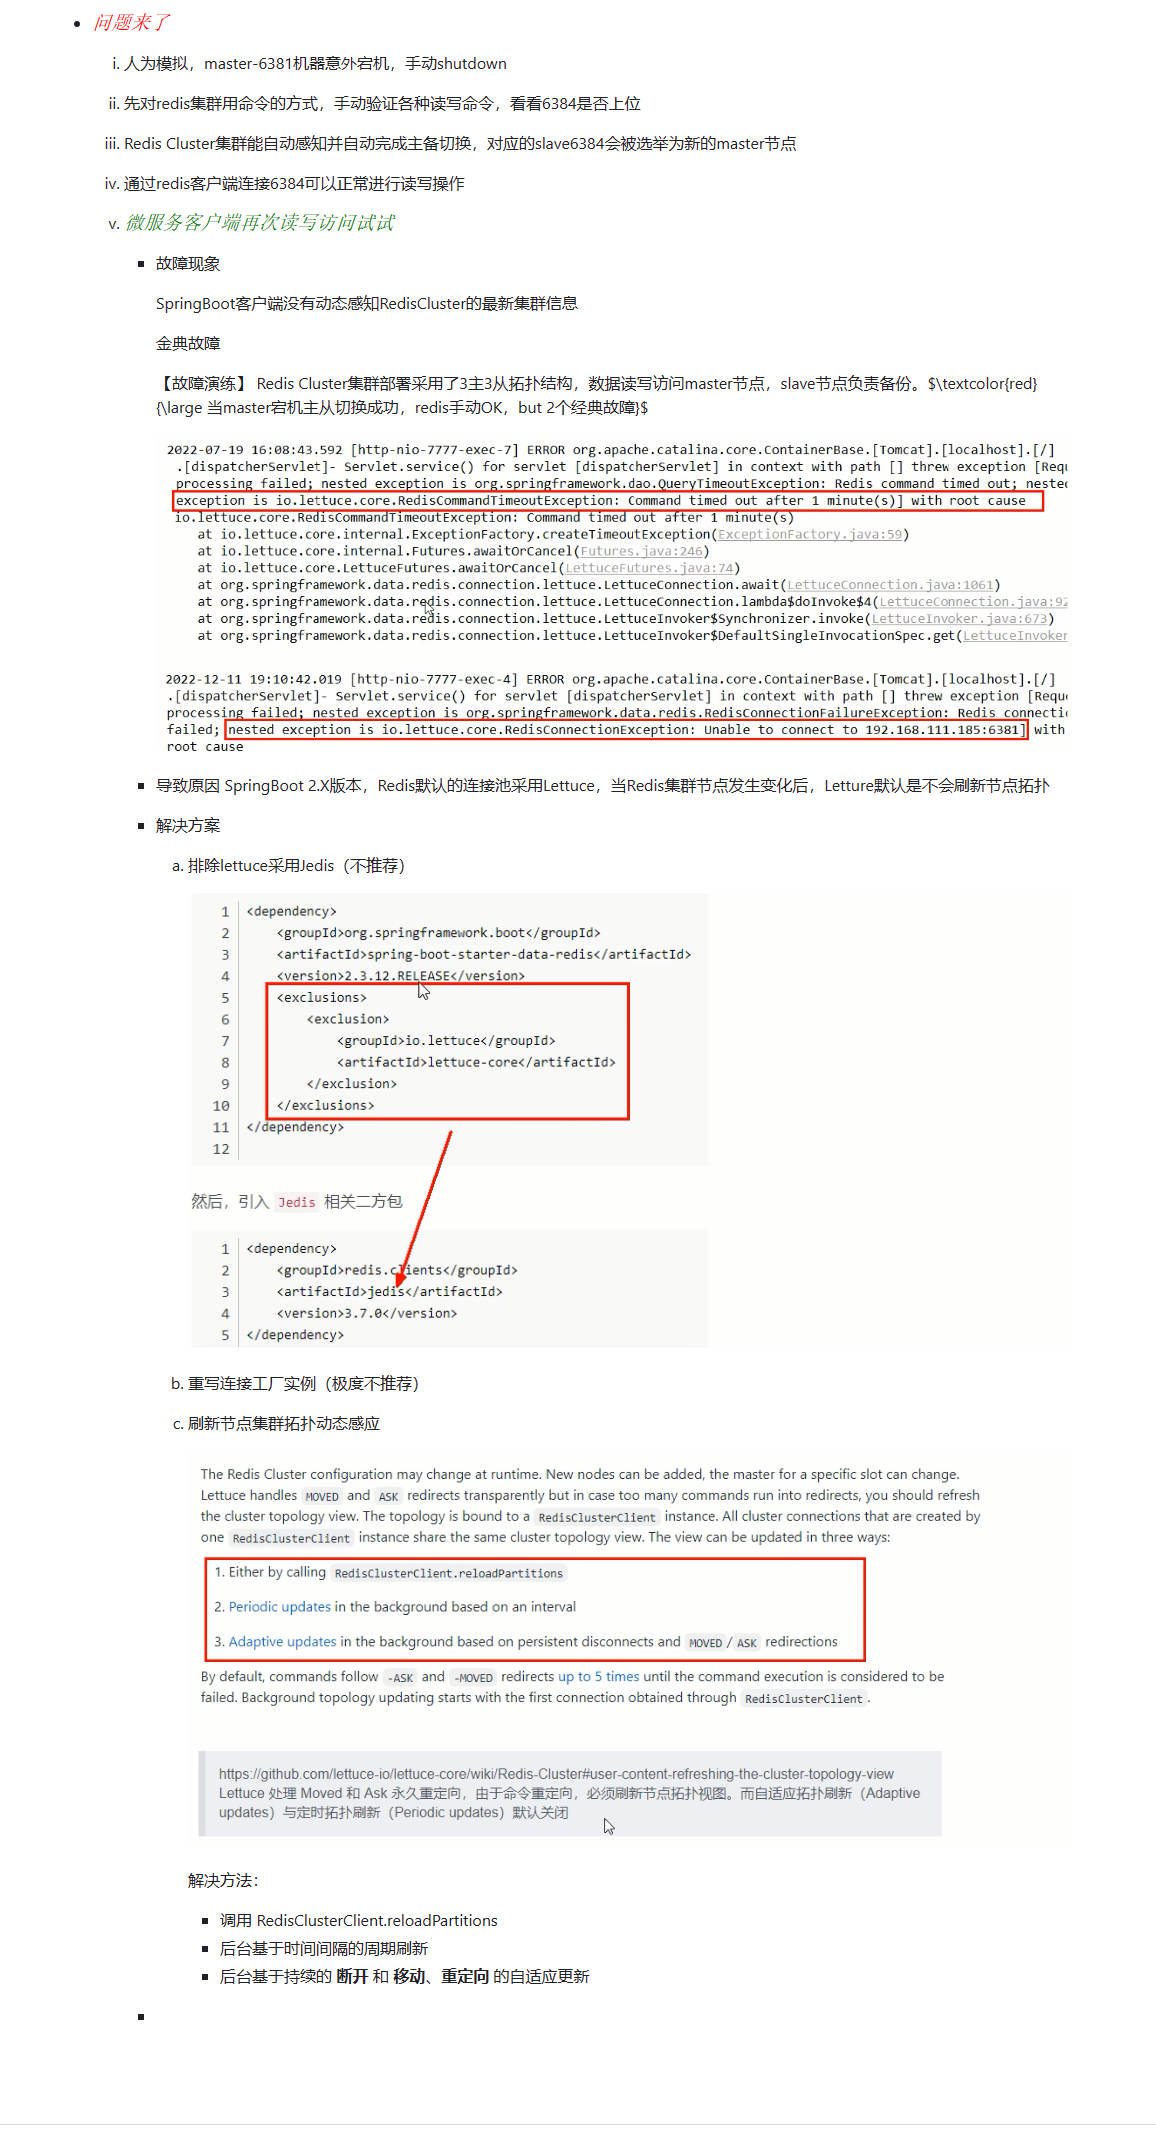 问题来了
i. 人为模拟，master-6381机器意外宕机，手动shutdown
ii. 先对redis集群用命令的方式，手动验证各种读写命令，看看6384是否上位
iii. Redis Cluster集群能自动感知并自动完成主备切换，对应的slave6384会被选举为新的master节点
iv. 通过redis客户端连接6384可以正常进行读写操作
v. 微服务客户端再次读写访问试试
故障现象
SpringBoot客户端没有动态感知RedisCluster的最新集群信息
金典故障
【故障演练】 Redis Cluster集群部署采用了3主3从拓扑结构，数据读写访问master节点，slave节点负责备份。$\textcolor{red}
{\large 当master宕机主从切换成功，redis手动OK，but 2个经典故障}$
2022-07-19 16:08:43.592 [http-nio-7777-exec-7] ERROR org.apache.catalina.core.ContainerBase.[Tomcat].[localhost].[/]
.[dispatcherServlet]- Servlet.service() for servlet [dispatcherServlet] in context with path [] threw exception [Requ
processing failed; nested exception is org.springframework.dao.QueryTimeoutException: Redis command timed out; neste
exception is io.lettuce.core.RedisCommandTimeoutException: Command timed out after 1 minute(s)] with root cause
io.lettuce.core.RedisCommandTimeoutException: Command timed out after 1 minute(s)
at io.lettuce.core.internal.ExceptionFactory.createTimeoutException(ExceptionFactory.java:59)
at io.lettuce.core.internal.Futures.awaitOrCancel(Futures.java:246)
at io.lettuce.core.LettuceFutures.awaitOrCancel(LettuceFutures.java:74)
at org.springframework.data.redis.connection.lettuce.LettuceConnection.await(LettuceConnection.java:1061)
at org.springframework.data.redis.connection.lettuce.LettuceConnection.lambda$doInvoke$4(LettuceConnection.java:92
at org.springframework.data.redis.connection.lettuce.LettuceInvoker$Synchronizer.invoke(LettuceInvoker.java:673)
at org.springframework.data.redis.connection.lettuce.LettuceInvoker$DefaultSingleInvocationSpec.get(LettuceInvoker
2022-12-11 19:10:42.019 [http-nio-7777-exec-4] ERROR org.apache.catalina.core.ContainerBase.[Tomcat].[localhost].[/]
.[dispatcherServlet]- Servlet.service() for servlet [dispatcherServlet] in context with path [] threw exception [Reque
processing failed; nested exception is org.springframework.data.redis.RedisConnectionFailureException: Redis connectio
failed; nested exception is io.lettuce.core.RedisConnectionException: Unable to connect to 192.168.111.185:6381] with
root cause
导致原因 SpringBoot 2.X版本，Redis默认的连接池采用Lettuce，当Redis集群节点发生变化后，Letture默认是不会刷新节点拓扑
解决方案
a. 排除lettuce采用Jedis（不推荐）
1 <dependency>
2 <groupId>org.springframework.boot</groupId>
3 <artifactId>spring-boot-starter-data-redis</artifactId>
4 <version>2.3.12.RELEASE</version>
5 <exclusions>
6 <exclusion>
7 <groupId>io.lettuce</groupId>
8 <artifactId>lettuce-core</artifactId>
9 </exclusion>
10 </exclusions>
11 </dependency>
12
然后，引入 Jedis 相关二方包
1 <dependency>
2 <groupId>redis.clients</groupId>
3 <artifactId>jedis</artifactId>
4 <version>3.7.0</version>
5 </dependency>
b. 重写连接工厂实例（极度不推荐）
c. 刷新节点集群拓扑动态感应
The Redis Cluster configuration may change at runtime. New nodes can be added, the master for a specific slot can change.
Lettuce handles MOVED and ASK redirects transparently but in case too many commands run into redirects, you should refresh
the cluster topology view. The topology is bound to a RedisClusterClient instance. All cluster connections that are created by
one RedisClusterClient instance share the same cluster topology view. The view can be updated in three ways:
1. Either by calling RedisClusterClient.reloadPartitions
2. Periodic updates in the background based on an interval
3. Adaptive updates in the background based on persistent disconnects and MOVED / ASK redirections
By default, commands follow -ASK and -MOVED redirects up to 5 times until the command execution is considered to be
failed. Background topology updating starts with the first connection obtained through RedisClusterClient.
https://github.com/lettuce-io/lettuce-core/wiki/Redis-Cluster#user-content-refreshing-the-cluster-topology-view
Lettuce 处理 Moved 和 Ask 永久重定向，由于命令重定向，必须刷新节点拓扑视图。而自适应拓扑刷新（Adaptive
updates）与定时拓扑刷新（Periodic updates）默认关闭
解决方法：
调用 RedisClusterClient.reloadPartitions
后台基于时间间隔的周期刷新
后台基于持续的 断开 和 移动、重定向 的自适应更新